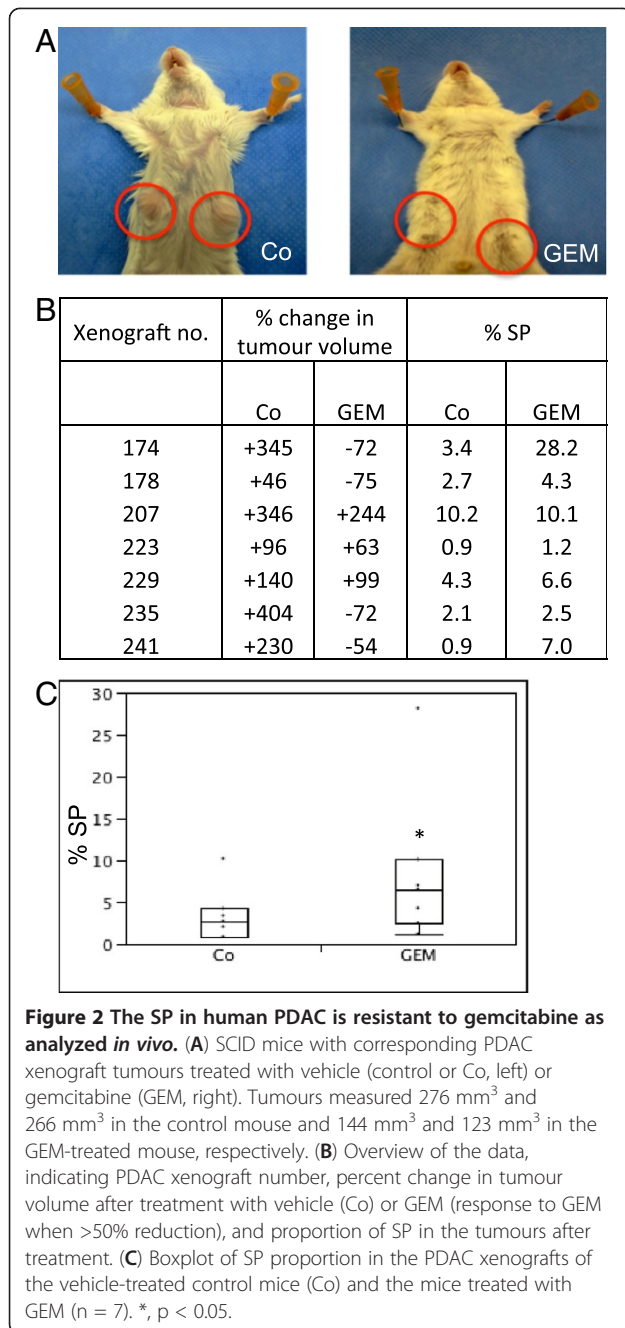 A
Co
GEM
B
Xenograft no. % change in tumour volume % SP
Co GEM Co GEM
174 +345 -72 3.4 28.2
178 +46 -75 2.7 4.3
207 +346 +244 10.2 10.1
223 +96 +63 0.9 1.2
229 +140 +99 4.3 6.6
235 +404 -72 2.1 2.5
241 +230 -54 0.9 7.0
C
30
25
20
15
10
5
0
% SP
*
Co GEM
Figure 2 The SP in human PDAC is resistant to gemcitabine as
analyzed in vivo. (A) SCID mice with corresponding PDAC
xenograft tumours treated with vehicle (control or Co, left) or
gemcitabine (GEM, right). Tumours measured 276 mm³ and
266 mm³ in the control mouse and 144 mm³ and 123 mm³ in the
GEM-treated mouse, respectively. (B) Overview of the data,
indicating PDAC xenograft number, percent change in tumour
volume after treatment with vehicle (Co) or GEM (response to GEM
when >50% reduction), and proportion of SP in the tumours after
treatment. (C) Boxplot of SP proportion in the PDAC xenografts of
the vehicle-treated control mice (Co) and the mice treated with
GEM (n = 7). *, p < 0.05.